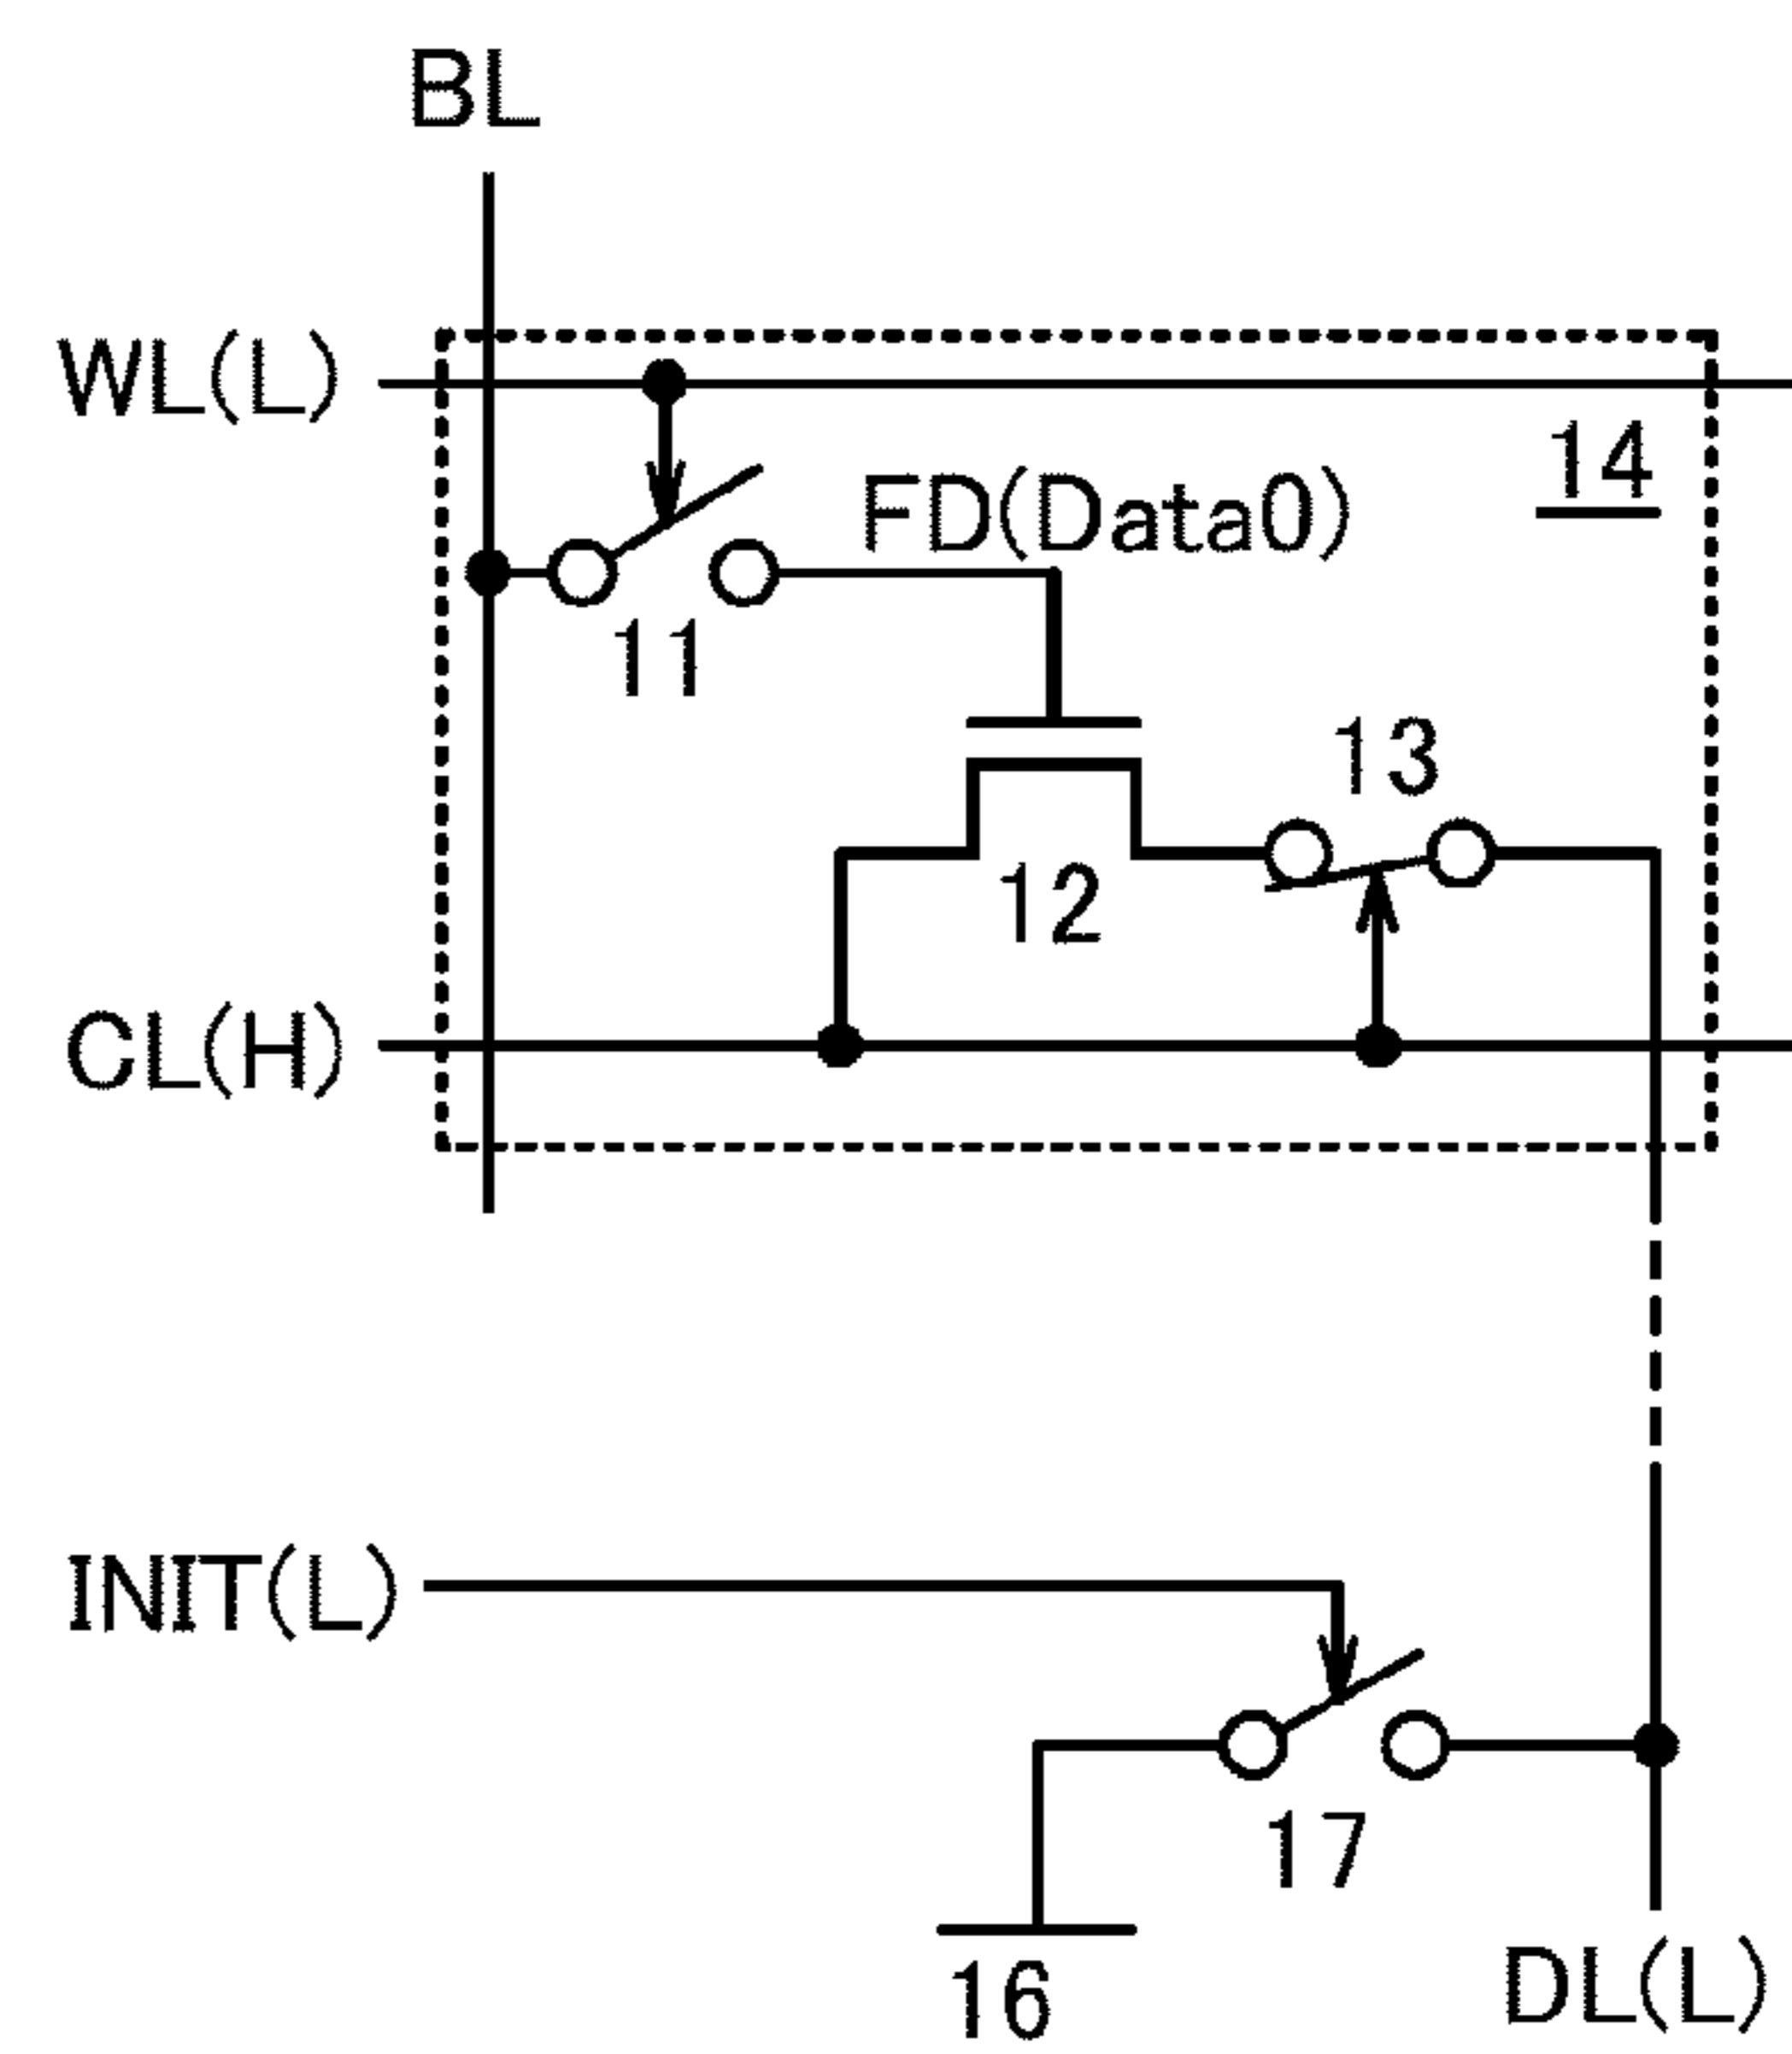 BL
WL(L)
14
FD(Data0)
11
13
12
CL(H)
INIT(L)
17
16
DL(L)